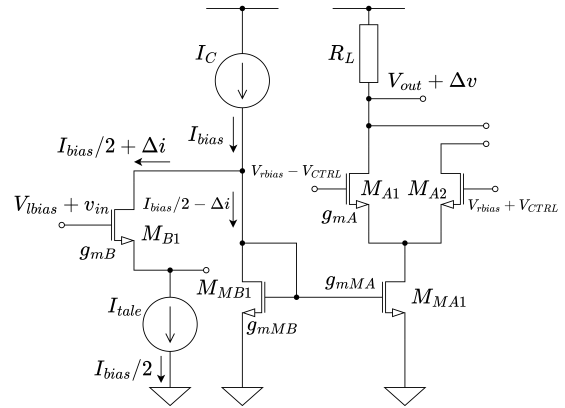 I_C
R_L
V_out + Δv
I_bias
I_bias/2 + Δi
V_rbias − V_CTRL
M_A1
M_A2
V_lbias + v_in
I_bias/2 − Δi
V_rbias + V_CTRL
g_mA
M_B1
g_mB
M_MB1
g_mMA
M_MA1
I_tale
g_mMB
I_bias/2